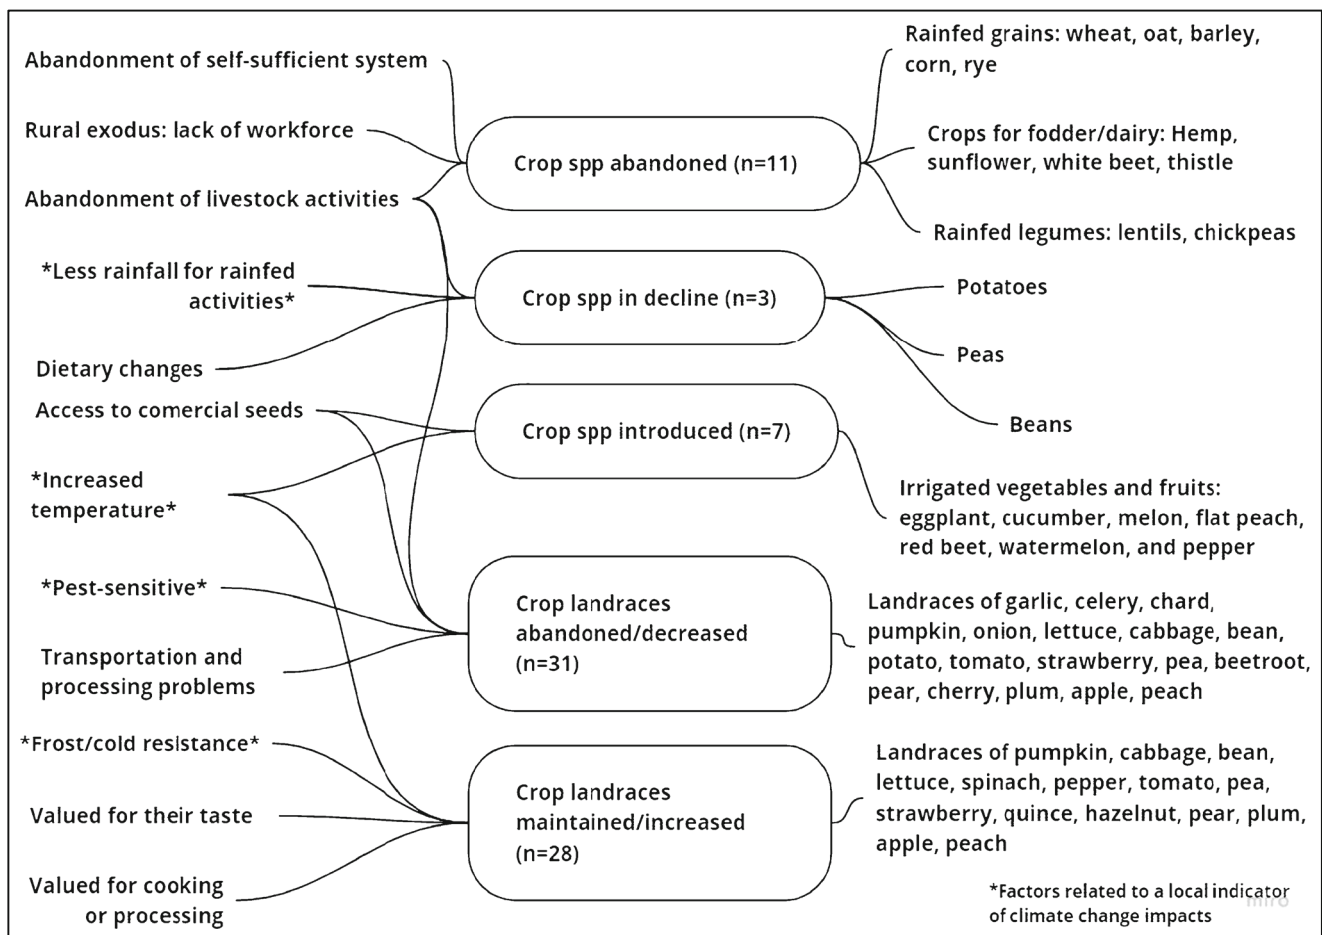 Abandonment of self-sufficient system
Rural exodus: lack of workforce
Abandonment of livestock activities
*Less rainfall for rainfed
activities*
Dietary changes
Access to comercial seeds
*Increased
temperature*
*Pest-sensitive*
Transportation and
processing problems
*Frost/cold resistance*
Valued for their taste
Valued for cooking
or processing
Crop spp abandoned (n=11)
Crop spp in decline (n=3)
Crop spp introduced (n=7)
Crop landraces
abandoned/decreased
(n=31)
Crop landraces
maintained/increased
(n=28)
Rainfed grains: wheat, oat, barley,
corn, rye
Crops for fodder/dairy: Hemp,
sunflower, white beet, thistle
Rainfed legumes: lentils, chickpeas
Potatoes
Peas
Beans
Irrigated vegetables and fruits:
eggplant, cucumber, melon, flat peach,
red beet, watermelon, and pepper
Landraces of garlic, celery, chard,
pumpkin, onion, lettuce, cabbage, bean,
potato, tomato, strawberry, pea, beetroot,
pear, cherry, plum, apple, peach
Landraces of pumpkin, cabbage, bean,
lettuce, spinach, pepper, tomato, pea,
strawberry, quince, hazelnut, pear, plum,
apple, peach
*Factors related to a local indicator
of climate change impacts
miro